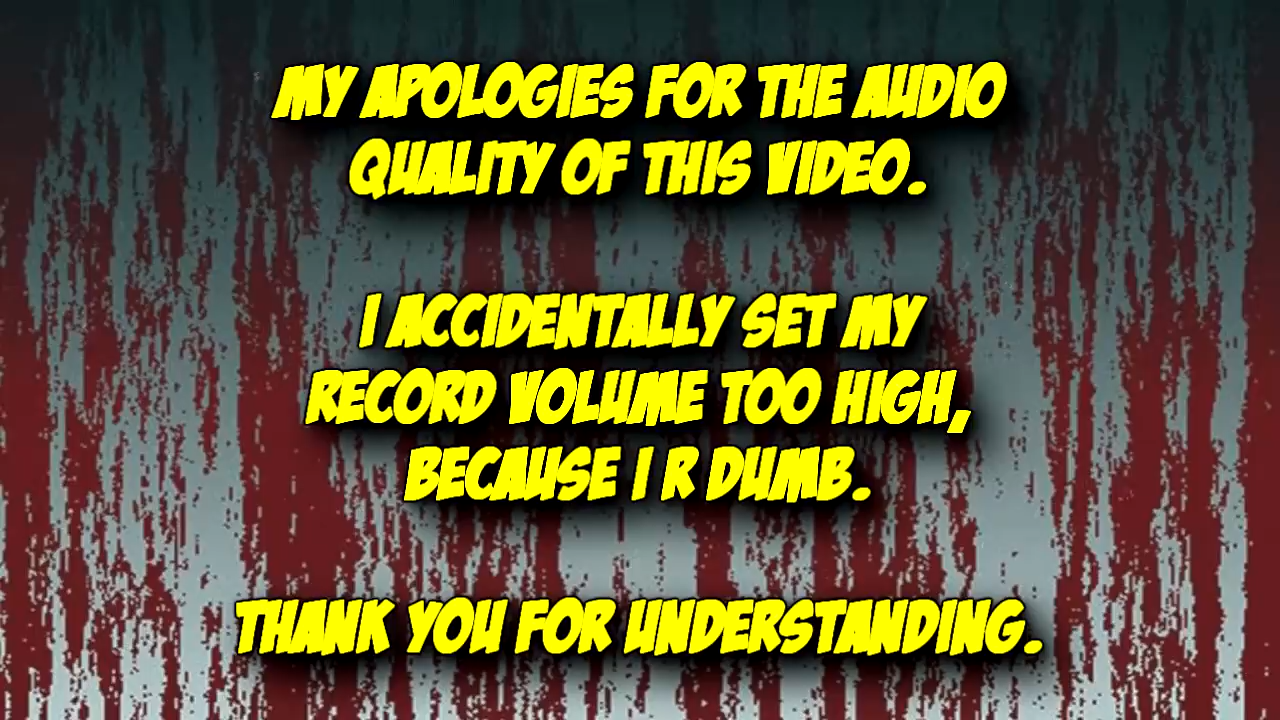 MY APOLOGIES FOR THE AUDIO
QUALITY OF THIS VIDEO.
I ACCIDENTALLY SET MY
RECORD VOLUME TOO HIGH,
BECAUSE I R DUMB.
THANK YOU FOR UNDERSTANDING.